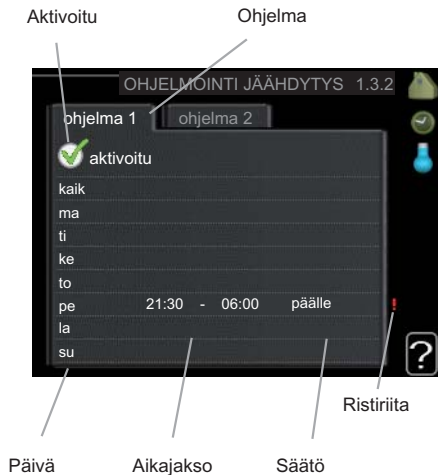 Aktivoitu Ohjelma
OHJELMOINTI JÄÄHDYTYS 1.3.2
ohjelma 1 ohjelma 2
aktivoitu
kaik
ma
ti
ke
to
pe 21:30 - 06:00 päälle !
la
su
?
Ristiriita
Päivä Aikajakso Säätö